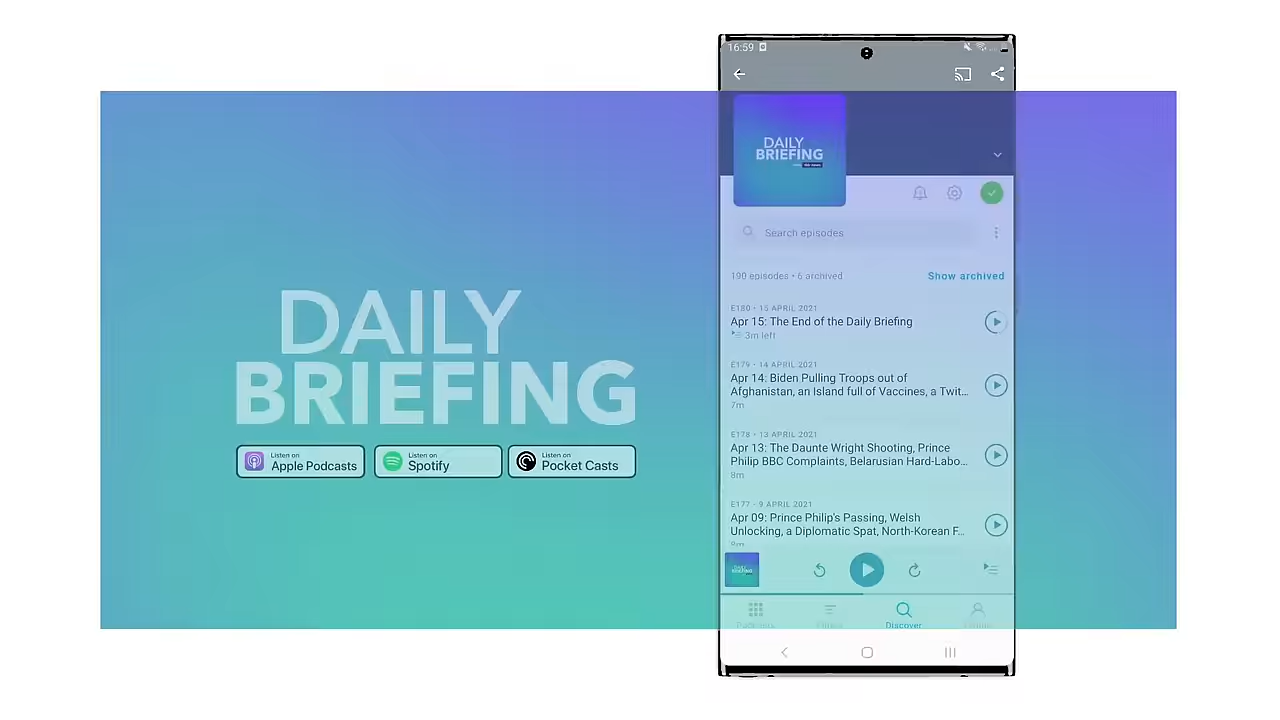 DAILY
BRIEFING
Listen on
Apple Podcasts
Listen on
Spotify
Listen on
Pocket Casts
16:59
DAILY
BRIEFING
Search episodes
190 episodes • 6 archived
Show archived
E180 • 15 APRIL 2021
Apr 15: The End of the Daily Briefing
3m left
E179 • 14 APRIL 2021
Apr 14: Biden Pulling Troops out of
Afghanistan, an Island full of Vaccines, a Twit...
7m
E178 • 13 APRIL 2021
Apr 13: The Daunte Wright Shooting, Prince
Philip BBC Complaints, Belarusian Hard-Labo...
8m
E177 • 9 APRIL 2021
Apr 09: Prince Philip's Passing, Welsh
Unlocking, a Diplomatic Spat, North-Korean F...
DAILY
BRIEFING
Discover